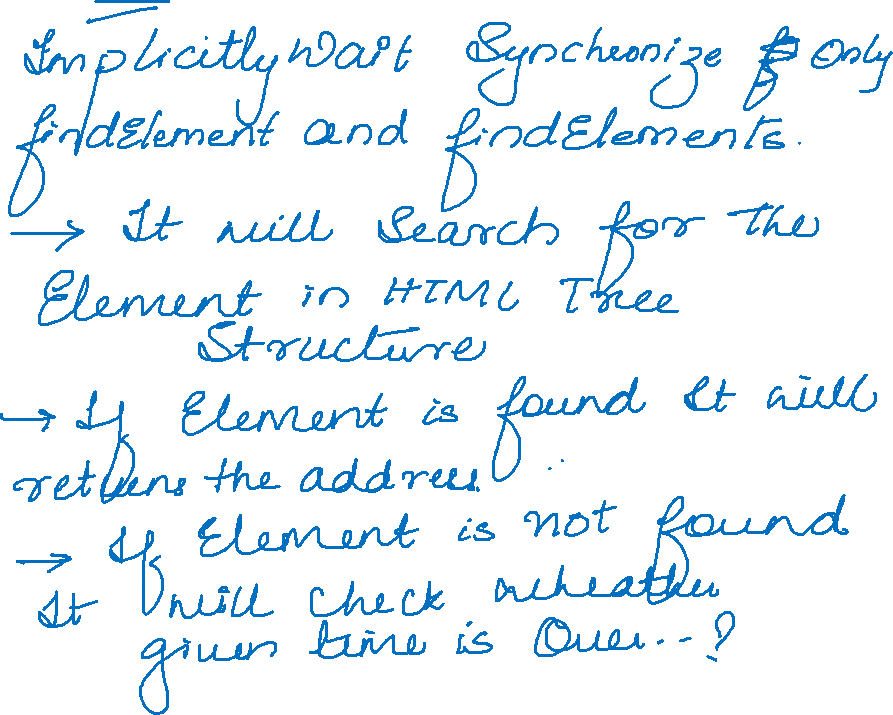 ImplicitlyWait Synchronize only
findElement and findElements.
→ It will Search for the
Element in HTML Tree
Structure
→ If Element is found It will
returns the address..
→ If Element is not found
It will check wheather
given time is Over..?